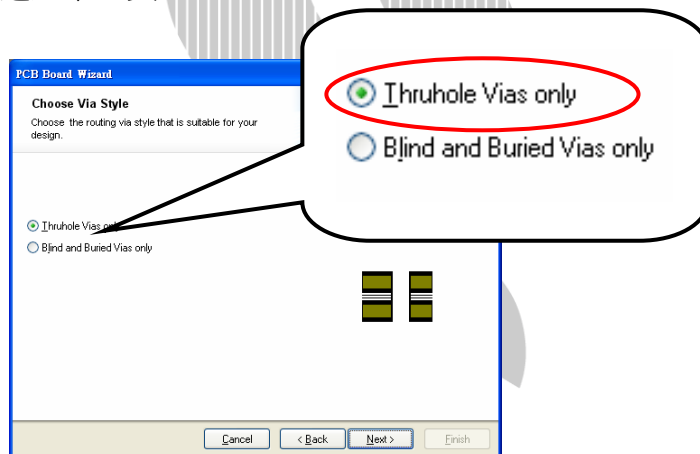 PCB Board Wizard
Choose Via Style
Choose the routing via style that is suitable for your
design.
Thruhole Vias only
Blind and Buried Vias only
Thruhole Vias only
Blind and Buried Vias only
Cancel
< Back
Next >
Finish